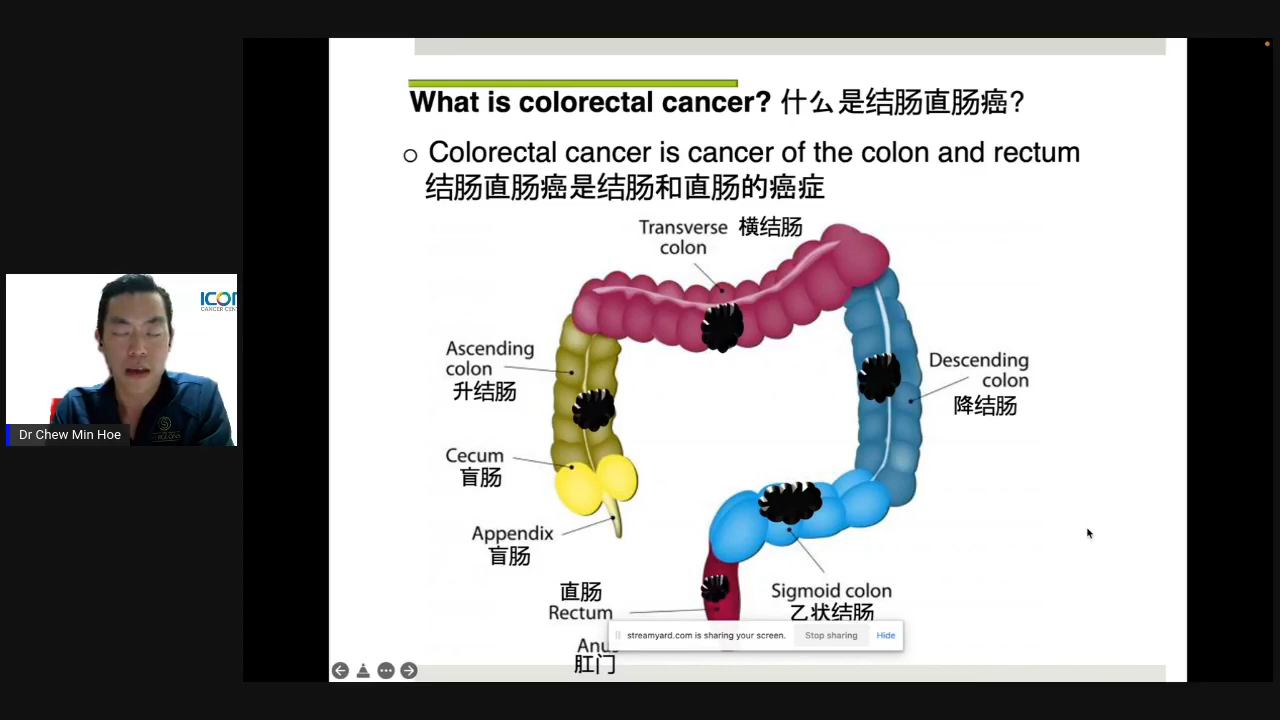 What is colorectal cancer? 什么是结肠直肠癌?
Colorectal cancer is cancer of the colon and rectum
结肠直肠癌是结肠和直肠的癌症
Transverse 横结肠
colon
Ascending
colon
升结肠
Descending
colon
降结肠
Cecum
盲肠
Appendix
盲肠
直肠
Rectum
Sigmoid colon
乙状结肠
Anus
肛门
streamyard.com is sharing your screen. Stop sharing Hide
ICON
CANCER CENT
Dr Chew Min Hoe